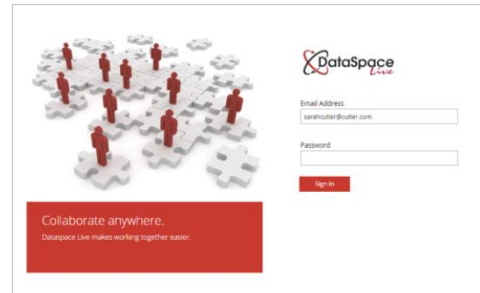 DataSpace
Live
Email Address
sarahcutler@cutler.com
Password
Sign In
Collaborate anywhere.
Dataspace Live makes working together easier.